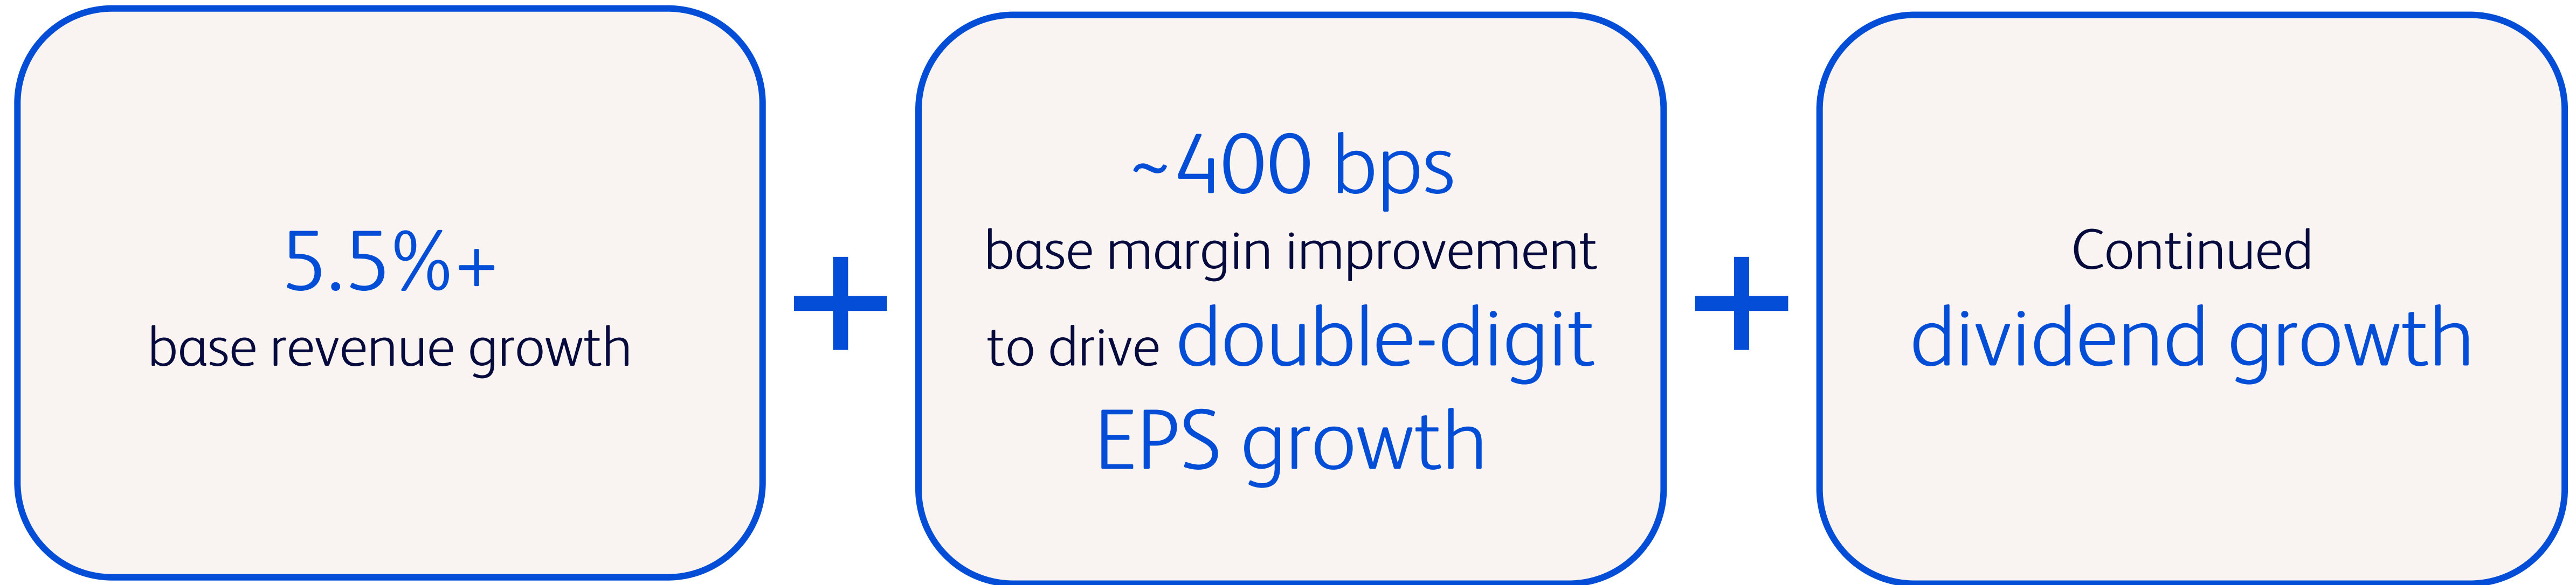 5.5%+
base revenue growth
+
~400 bps
base margin improvement
to drive double-digit
EPS growth
+
Continued
dividend growth